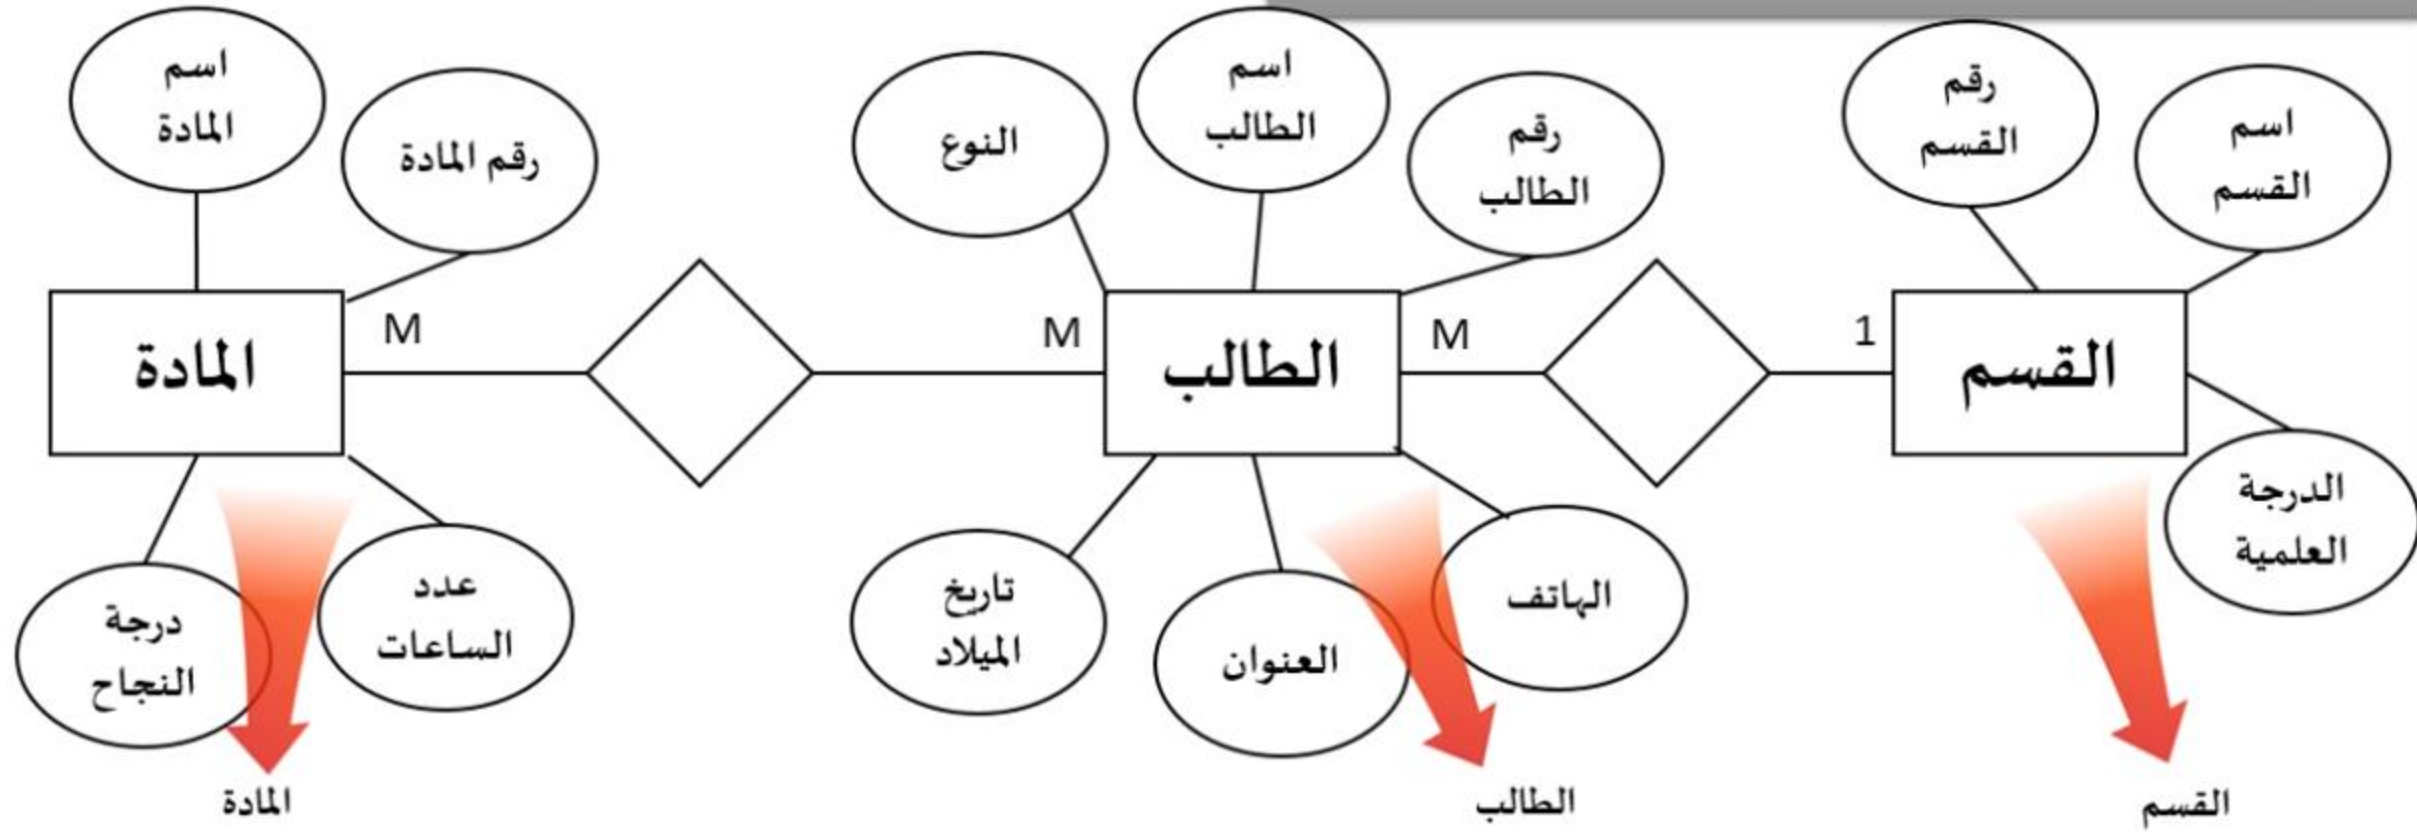 رقم
القسم
اسم
القسم
القسم
الدرجة
العلمية
1
M
اسم
الطالب
رقم
الطالب
النوع
الطالب
الهاتف
العنوان
تاريخ
الميلاد
M
M
اسم
المادة
رقم المادة
المادة
عدد
الساعات
درجة
النجاح
القسم
الطالب
المادة